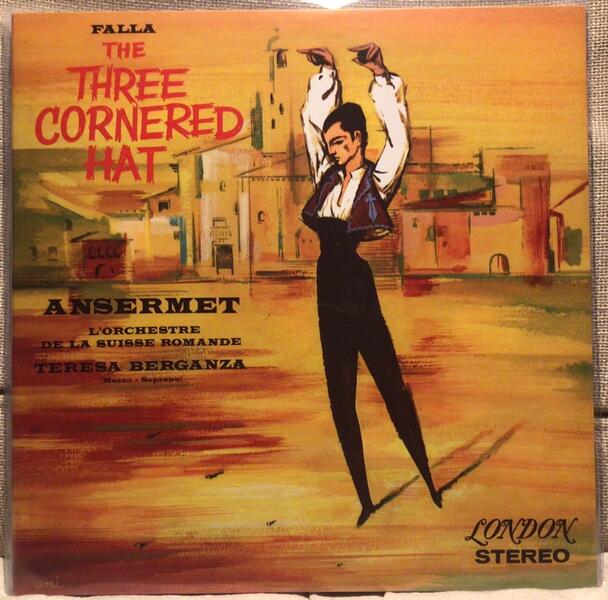 FALLA
THE
THREE
CORNERED
HAT
ANSERMET
L'ORCHESTRE
DE LA SUISSE ROMANDE
TERESA BERGANZA
(Mezzo - Soprano)
LONDON
STEREO